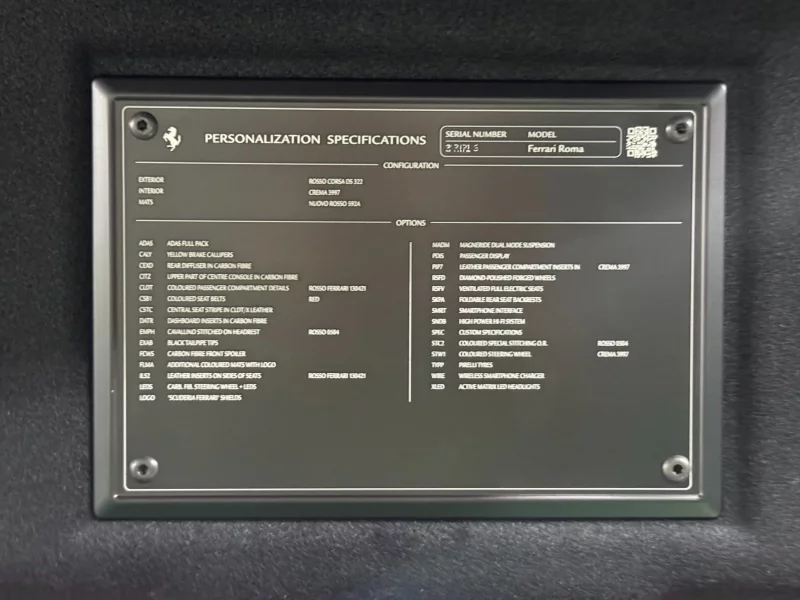 PERSONALIZATION SPECIFICATIONS
SERIAL NUMBER MODEL
Ferrari Roma
CONFIGURATION
EXTERIOR ROSSO CORSA DS 322
INTERIOR CREMA 3997
MATS NUOVO ROSSO 592A
OPTIONS
ADAS ADAS FULL PACK
CALY YELLOW BRAKE CALLIPERS
CEXD REAR DIFFUSER IN CARBON FIBRE
CITZ UPPER PART OF CENTRE CONSOLE IN CARBON FIBRE
CLDT COLOURED PASSENGER COMPARTMENT DETAILS ROSSO FERRARI 130421
CSB1 COLOURED SEAT BELTS RED
CSTC CENTRAL SEAT STRIPE IN CLDT/X LEATHER
DATR DASHBOARD INSERTS IN CARBON FIBRE
EMPH CAVALLINO STITCHED ON HEADREST ROSSO 0504
EXAB BLACK TAILPIPE TIPS
FCWS CARBON FIBRE FRONT SPOILER
FLMA ADDITIONAL COLOURED MATS WITH LOGO
ILS2 LEATHER INSERTS ON SIDES OF SEATS ROSSO FERRARI 130421
LEDS CARB. FIB. STEERING WHEEL + LEDS
LOGO "SCUDERIA FERRARI" SHIELDS
MADM MAGNERIDE DUAL MODE SUSPENSION
PDIS PASSENGER DISPLAY
PIP7 LEATHER PASSENGER COMPARTMENT INSERTS IN CREMA 3997
RSFD DIAMOND-POLISHED FORGED WHEELS
RSFV VENTILATED FULL ELECTRIC SEATS
SKPA FOLDABLE REAR SEAT BACKRESTS
SMRT SMARTPHONE INTERFACE
SNDB HIGH POWER HI-FI SYSTEM
SPEC CUSTOM SPECIFICATIONS
STC2 COLOURED SPECIAL STITCHING O.R. ROSSO 0504
STW1 COLOURED STEERING WHEEL CREMA 3997
TYPP PIRELLI TYRES
WIRE WIRELESS SMARTPHONE CHARGER
XLED ACTIVE MATRIX LED HEADLIGHTS